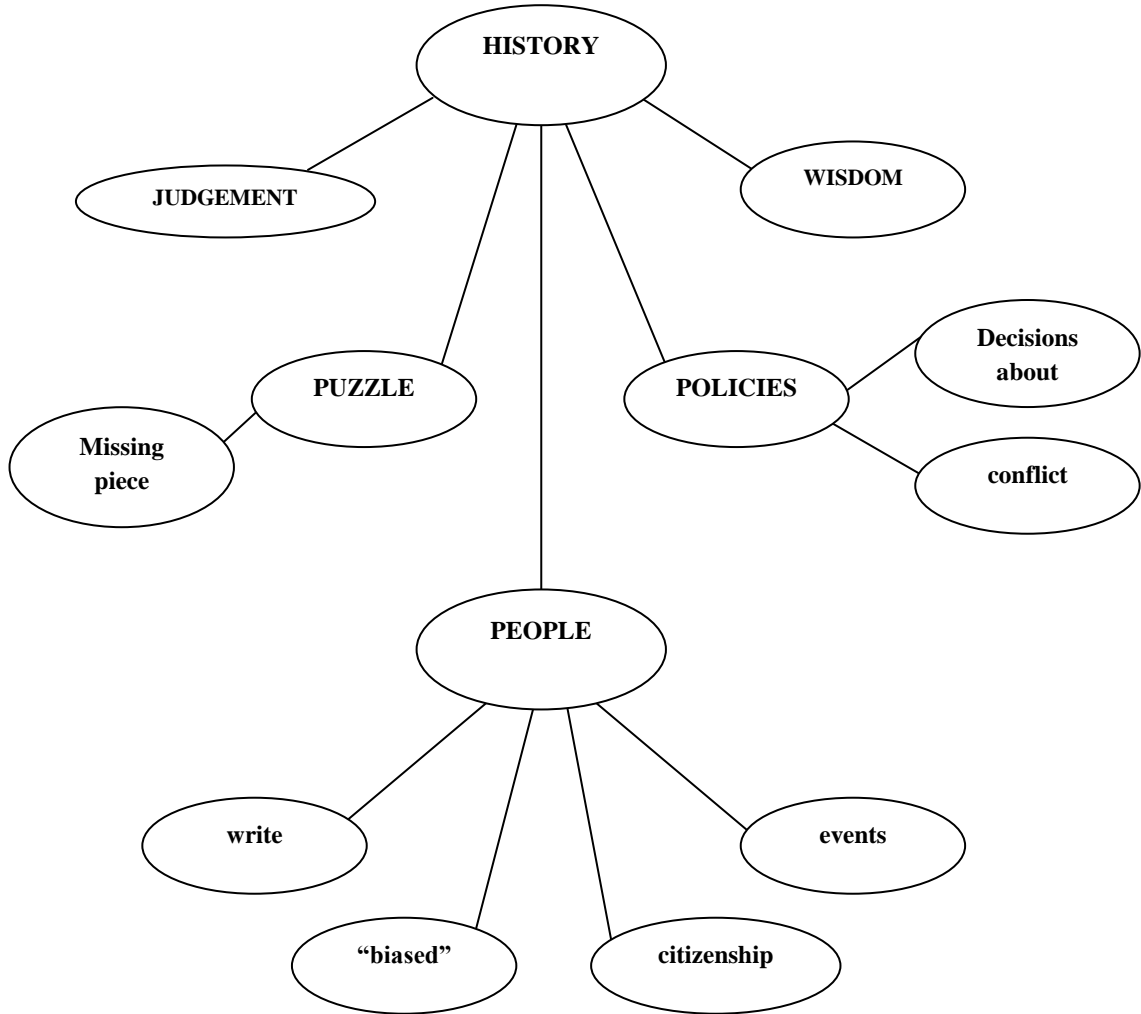 HISTORY
JUDGEMENT
WISDOM
PUZZLE
POLICIES
Decisions
about
Missing
piece
conflict
PEOPLE
write
events
“biased”
citizenship